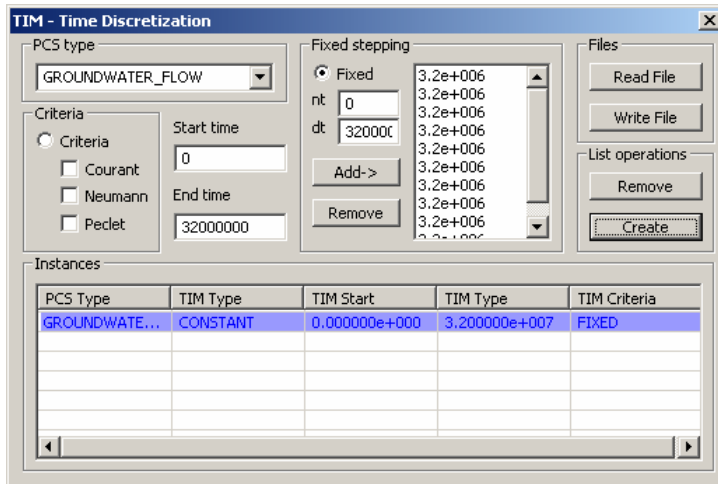 TIM - Time Discretization
PCS type
GROUNDWATER_FLOW
Criteria
Criteria
Courant
Neumann
Peclet
Start time
0
End time
32000000
Fixed stepping
Fixed
nt 0
dt 320000
Add->
Remove
3.2e+006
3.2e+006
3.2e+006
3.2e+006
3.2e+006
3.2e+006
3.2e+006
3.2e+006
3.2e+006
Files
Read File
Write File
List operations
Remove
Create
Instances
PCS Type TIM Type TIM Start TIM Type TIM Criteria
GROUNDWATE... CONSTANT 0.000000e+000 3.200000e+007 FIXED